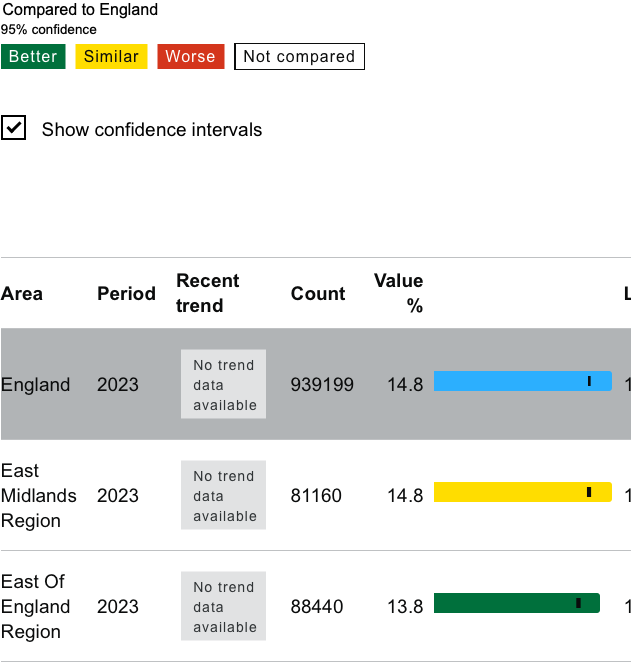 Compared to England
95% confidence
Better Similar Worse Not compared
Show confidence intervals
Area Period Recent trend Count Value % L
England 2023 No trend data available 939199 14.8 1
East Midlands Region 2023 No trend data available 81160 14.8 1
East Of England Region 2023 No trend data available 88440 13.8 1